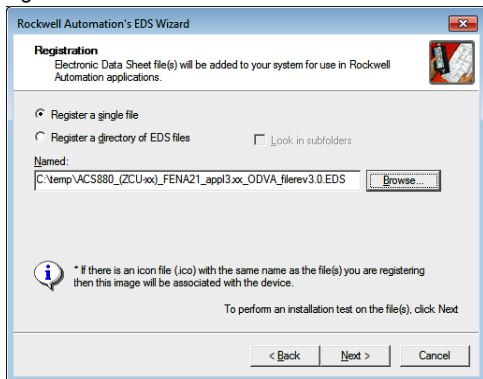 Rockwell Automation's EDS Wizard
Registration
Electronic Data Sheet file(s) will be added to your system for use in Rockwell
Automation applications.
Register a single file
Register a directory of EDS files
Look in subfolders
Named:
C:\temp\ACS880_(ZCU-xx)_FENA21_appl3.xx_ODVA_filerev3.0.EDS
Browse...
* If there is an icon file (.ico) with the same name as the file(s) you are registering
then this image will be associated with the device.
To perform an installation test on the file(s), click Next
< Back
Next >
Cancel